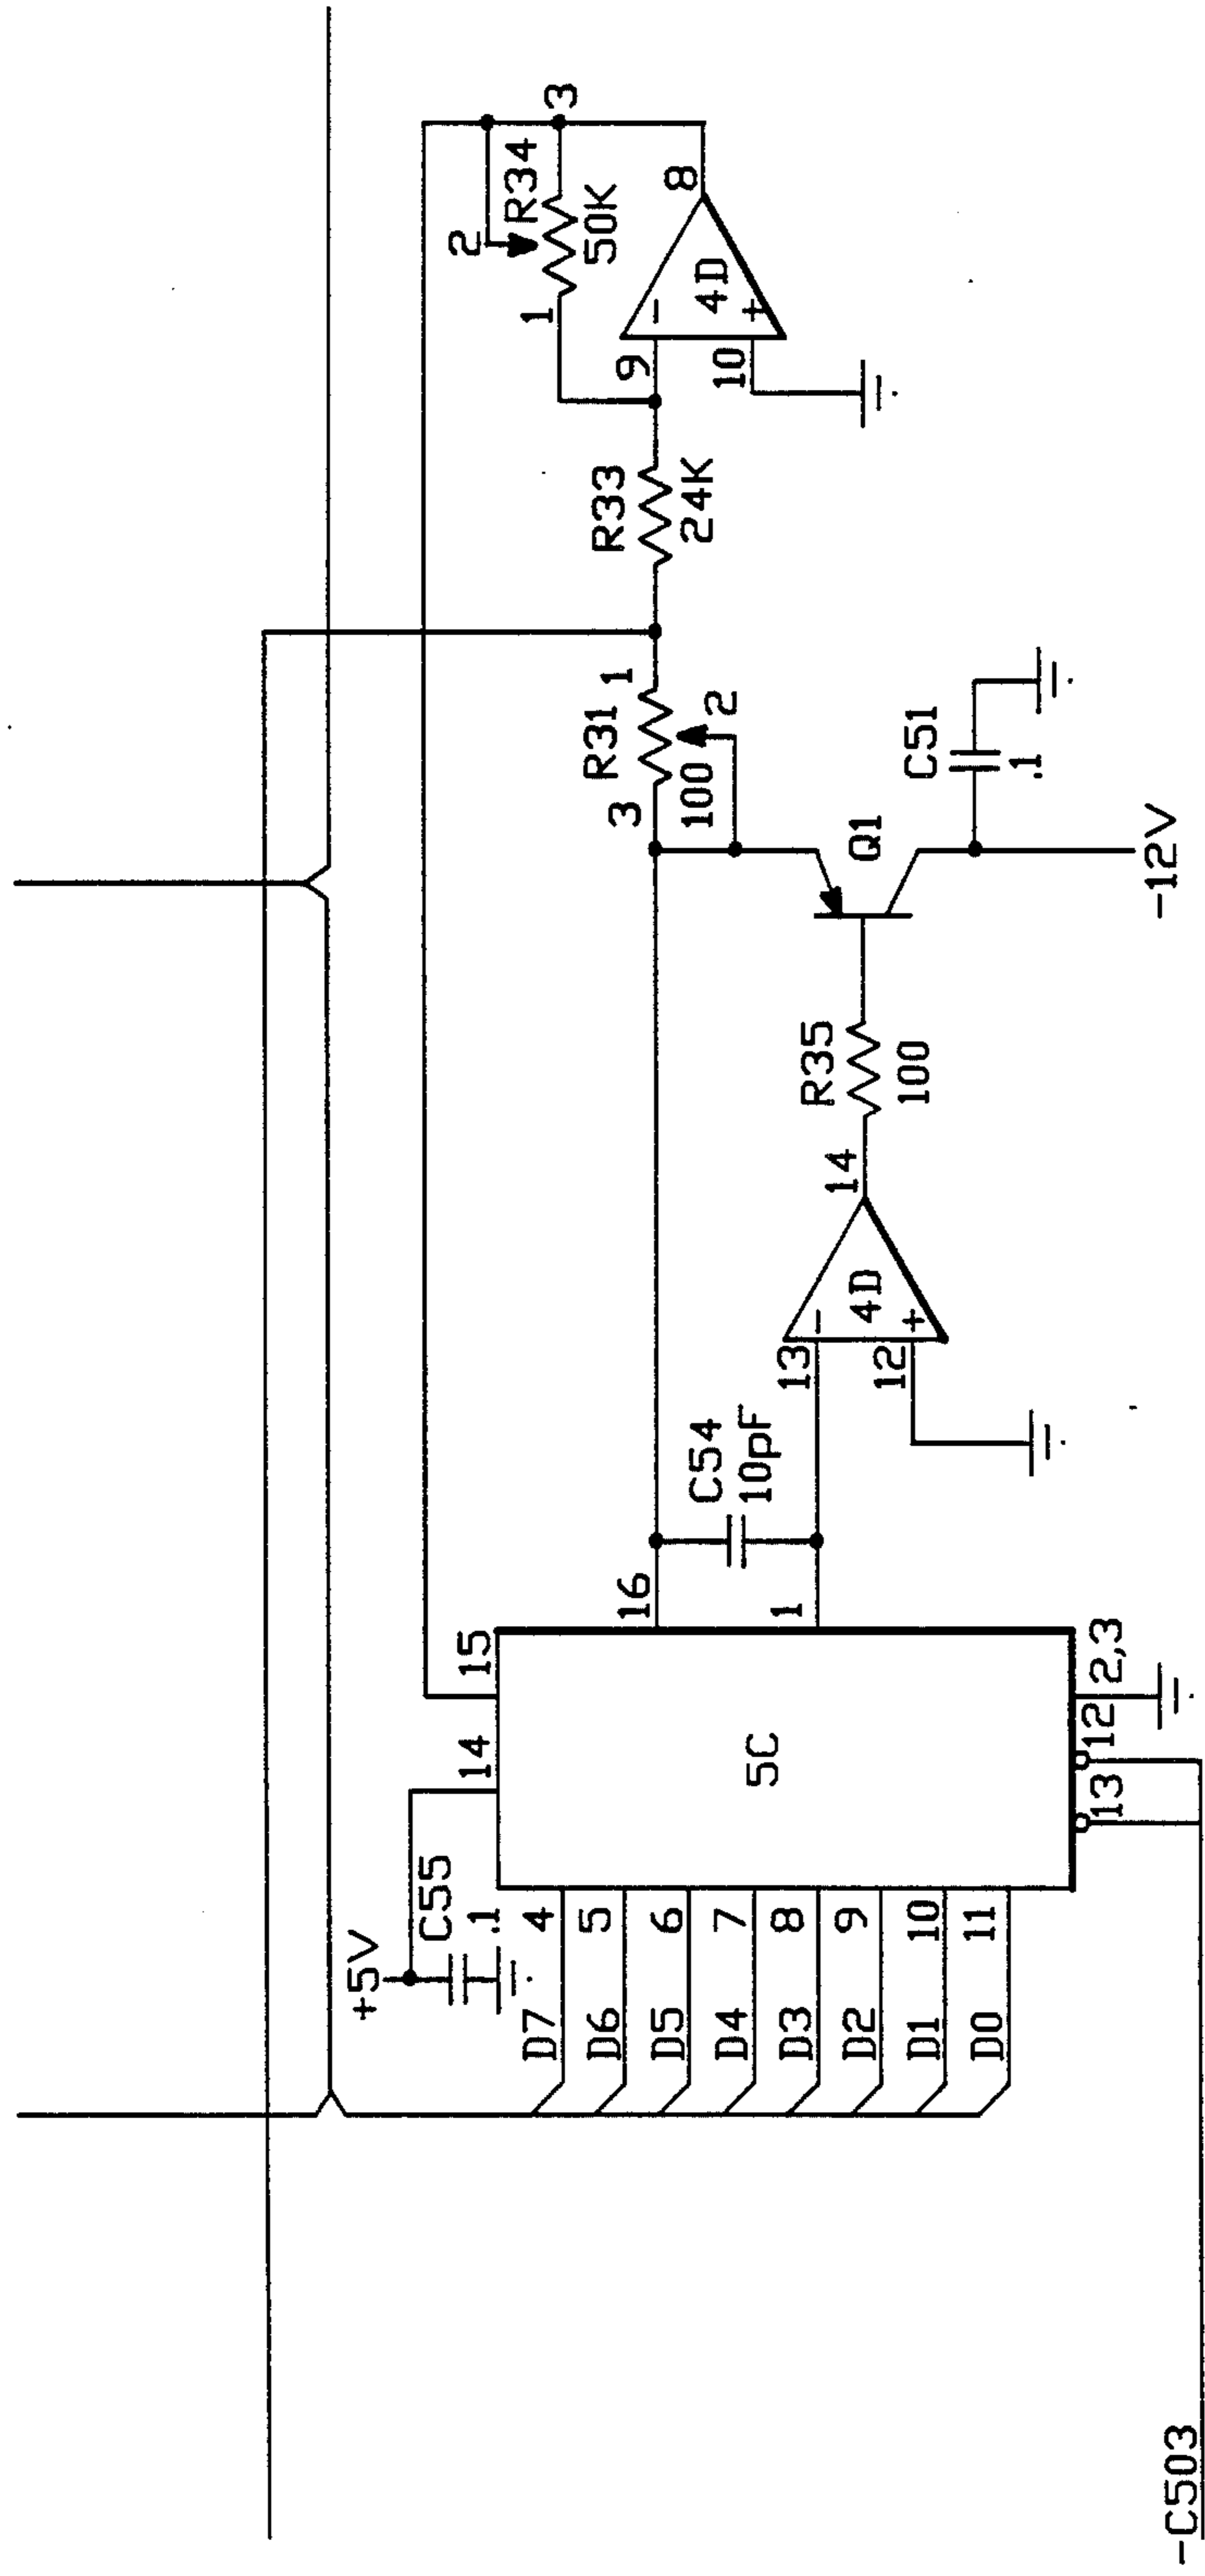 3
2
R34
50K
1
8
9
4D
-
+
10
R33
24K
R31
1
3
100
2
C51
.1
Q1
-12V
R35
100
14
13
12
4D
-
+
C54
10pF
16
1
15
14
5C
2,3
12
13
+5V
C55
.1
D7 4
D6 5
D5 6
D4 7
D3 8
D2 9
D1 10
D0 11
-C503